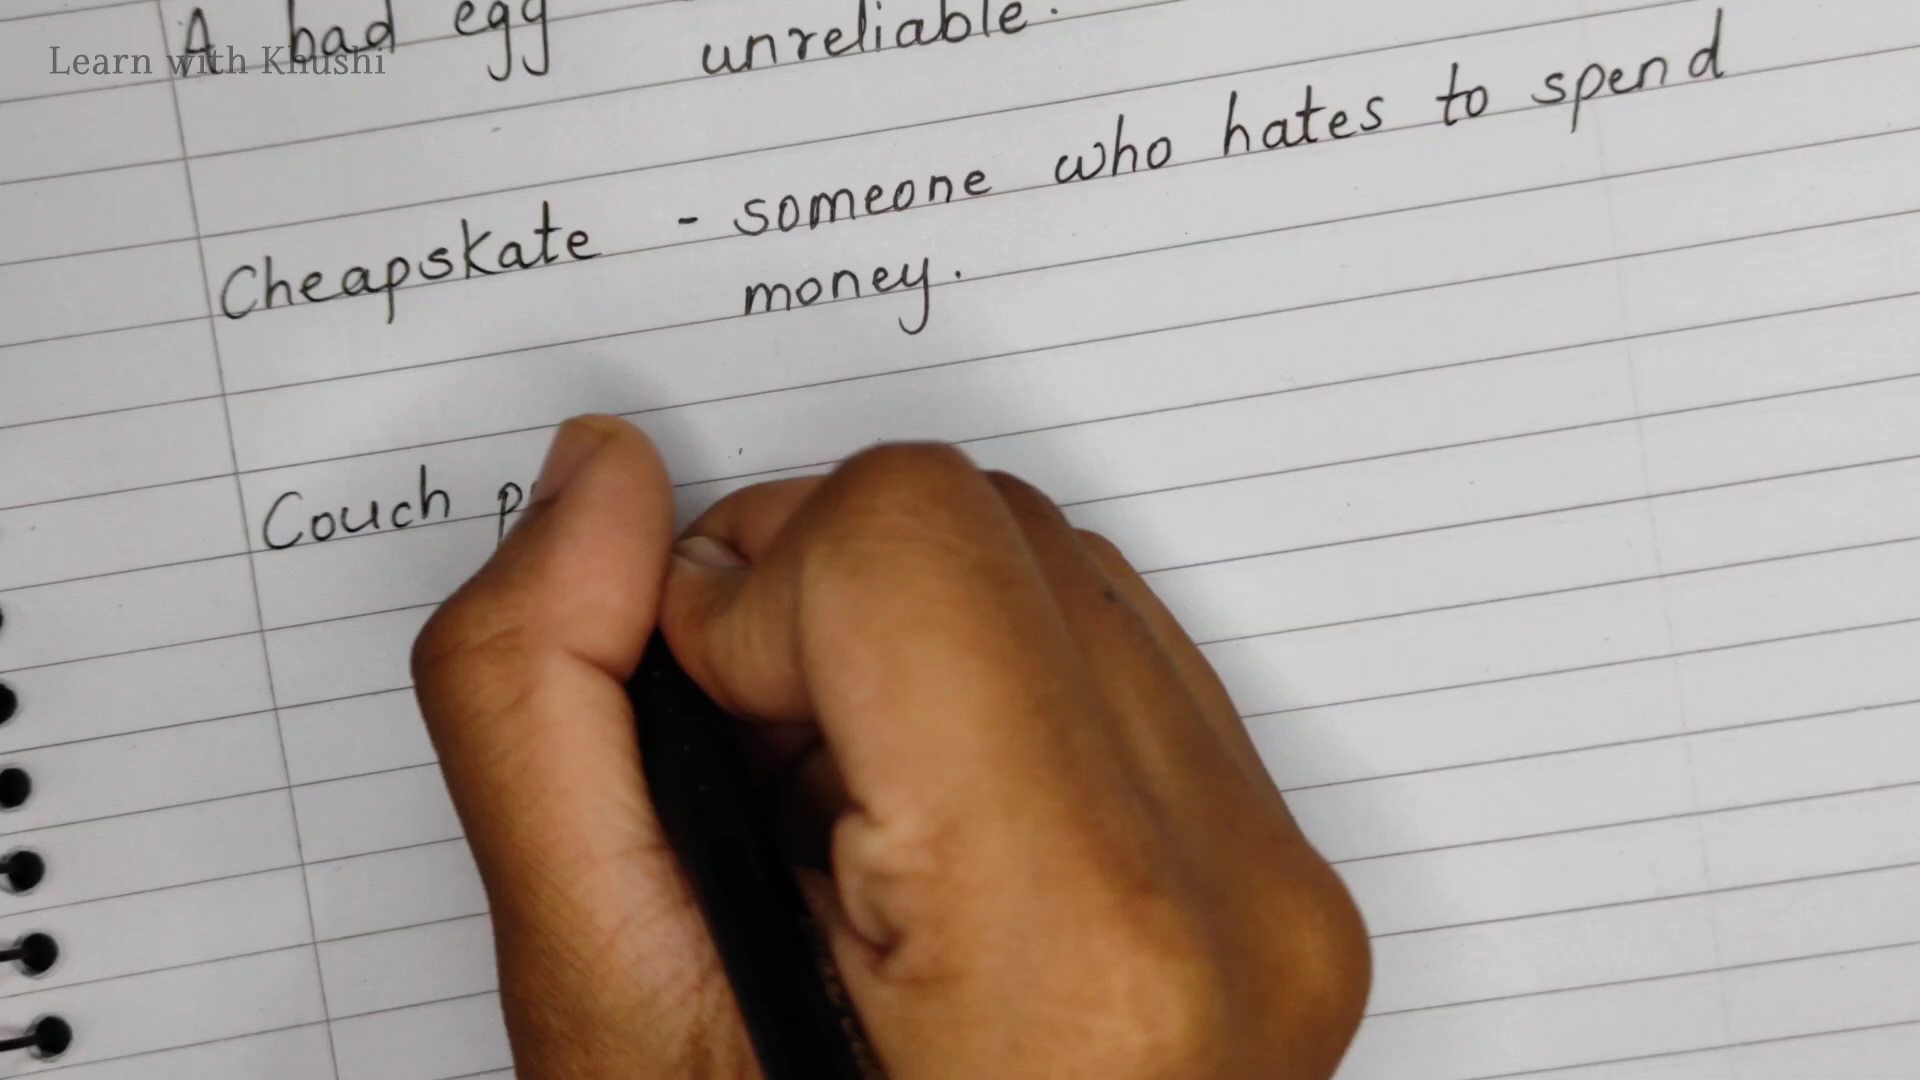 Learn with Khushi
A bad egg unreliable.
Cheapskate - someone who hates to spend
money.
Couch